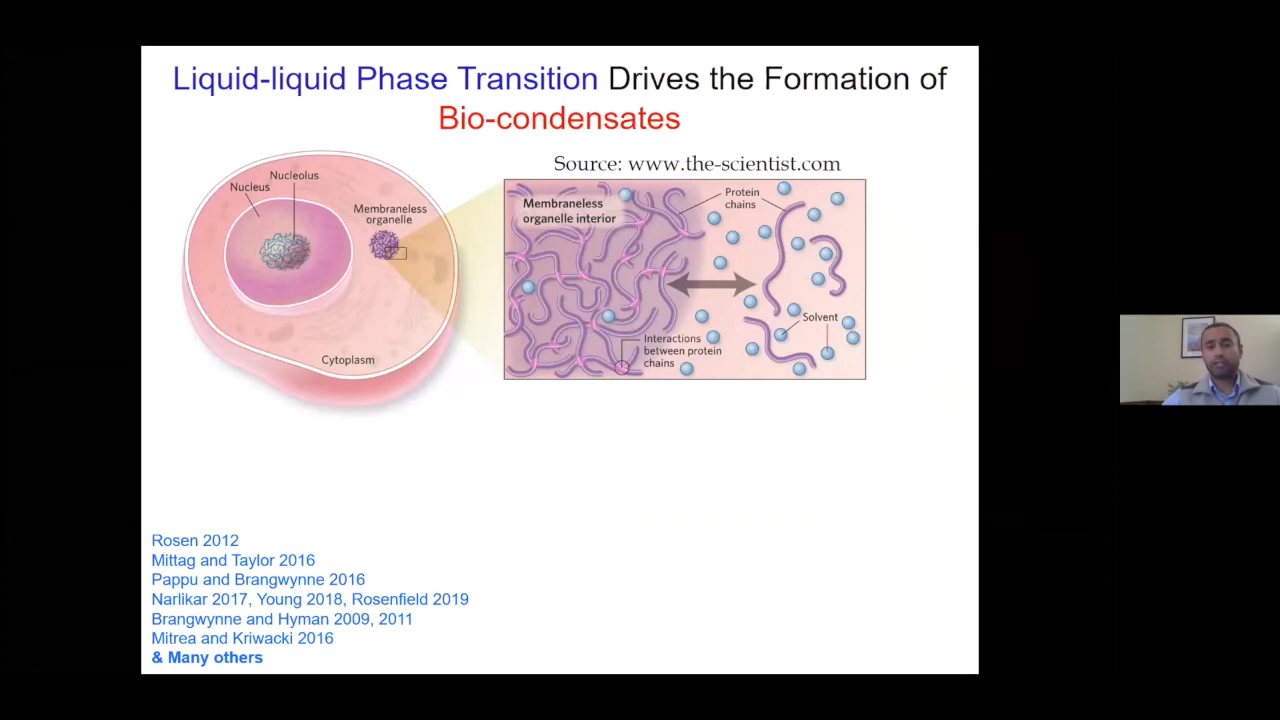 Liquid-liquid Phase Transition Drives the Formation of
Bio-condensates
Source: www.the-scientist.com
Nucleolus
Nucleus
Membraneless
organelle
Cytoplasm
Membraneless
organelle interior
Protein
chains
Solvent
Interactions
between protein
chains
Rosen 2012
Mittag and Taylor 2016
Pappu and Brangwynne 2016
Narlikar 2017, Young 2018, Rosenfield 2019
Brangwynne and Hyman 2009, 2011
Mitrea and Kriwacki 2016
& Many others